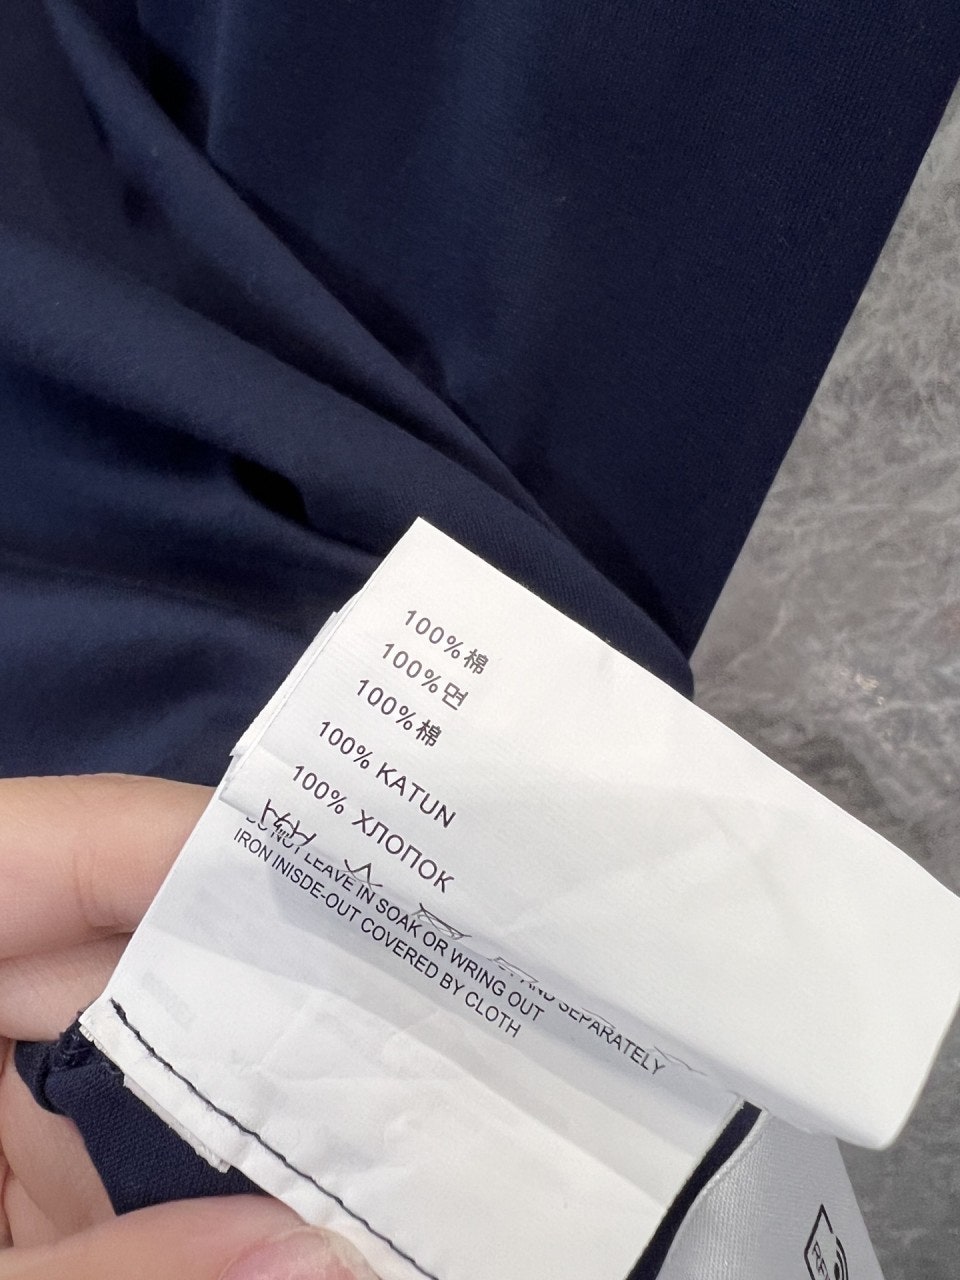 100%棉
100%면
100%棉
100% KATUN
100% ХЛОПОК
AND SEPARATELY
DO NOT LEAVE IN SOAK OR WRING OUT
IRON INISDE-OUT COVERED BY CLOTH